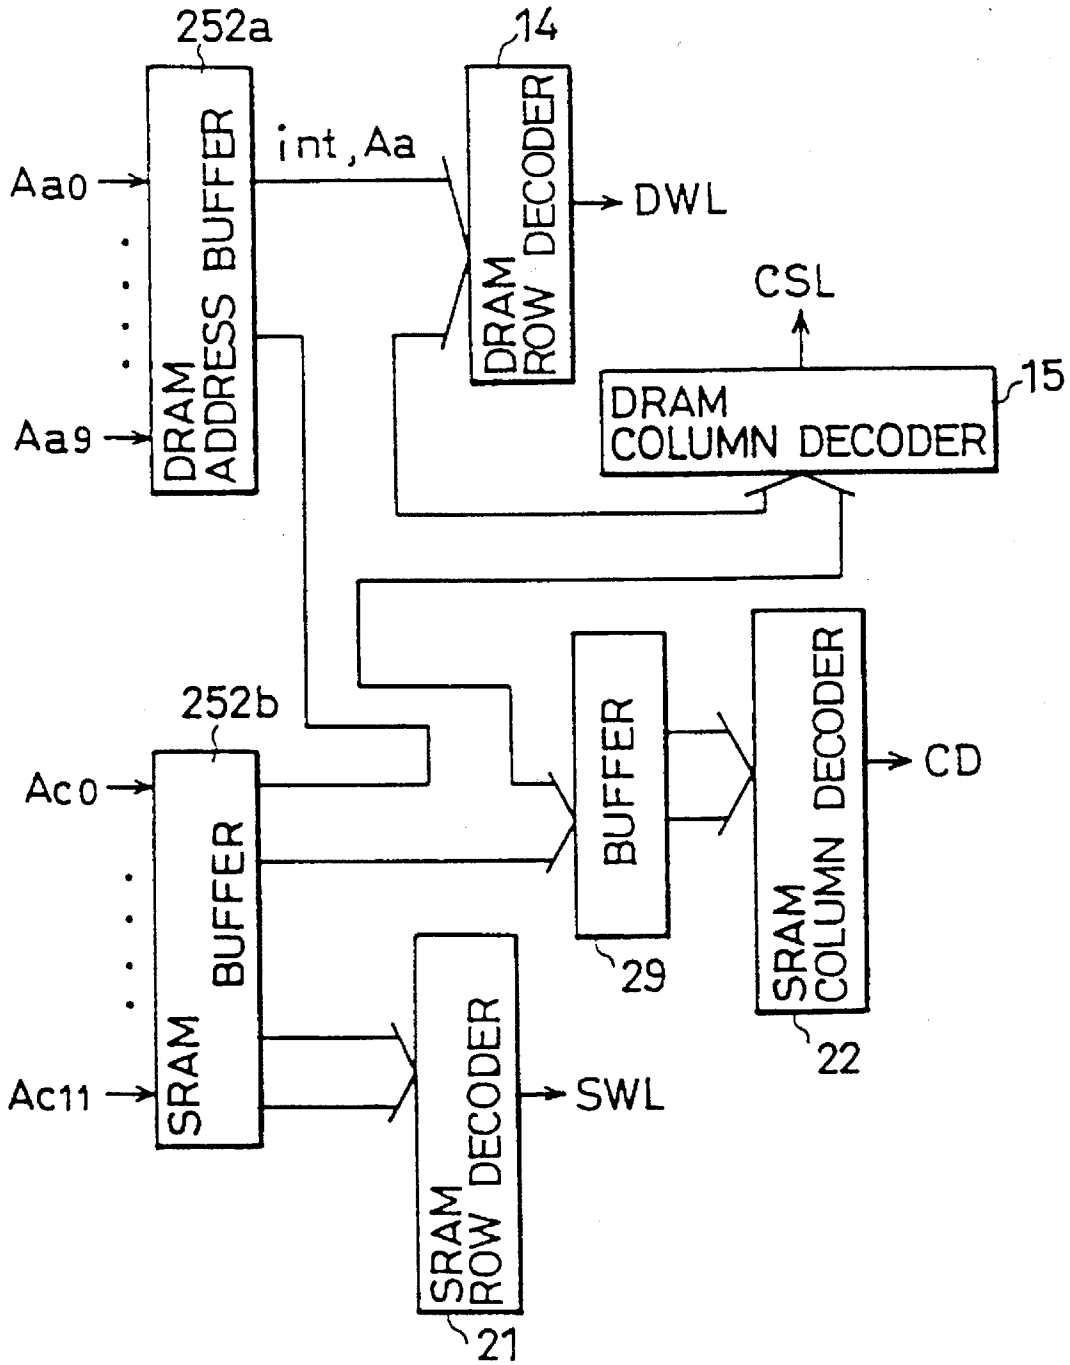 252a
14
Aa0
Aa9
DRAM
ADDRESS BUFFER
int,Aa
DRAM
ROW DECODER
DWL
CSL
15
DRAM
COLUMN DECODER
252b
Ac0
Ac11
SRAM
BUFFER
BUFFER
29
SRAM
COLUMN DECODER
CD
22
SRAM
ROW DECODER
SWL
21